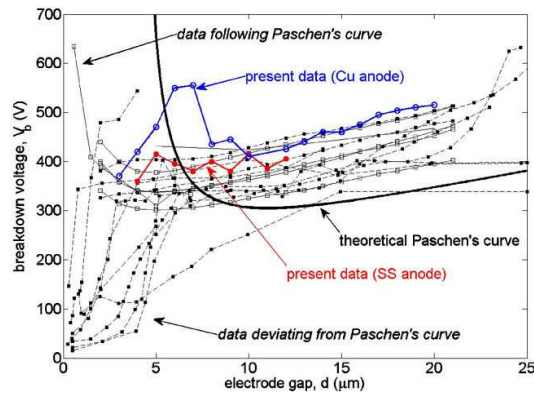 700
600
500
400
300
200
100
0
breakdown voltage, V_b (V)
data following Paschen's curve
present data (Cu anode)
theoretical Paschen's curve
present data (SS anode)
data deviating from Paschen's curve
0 5 10 15 20 25
electrode gap, d (μm)